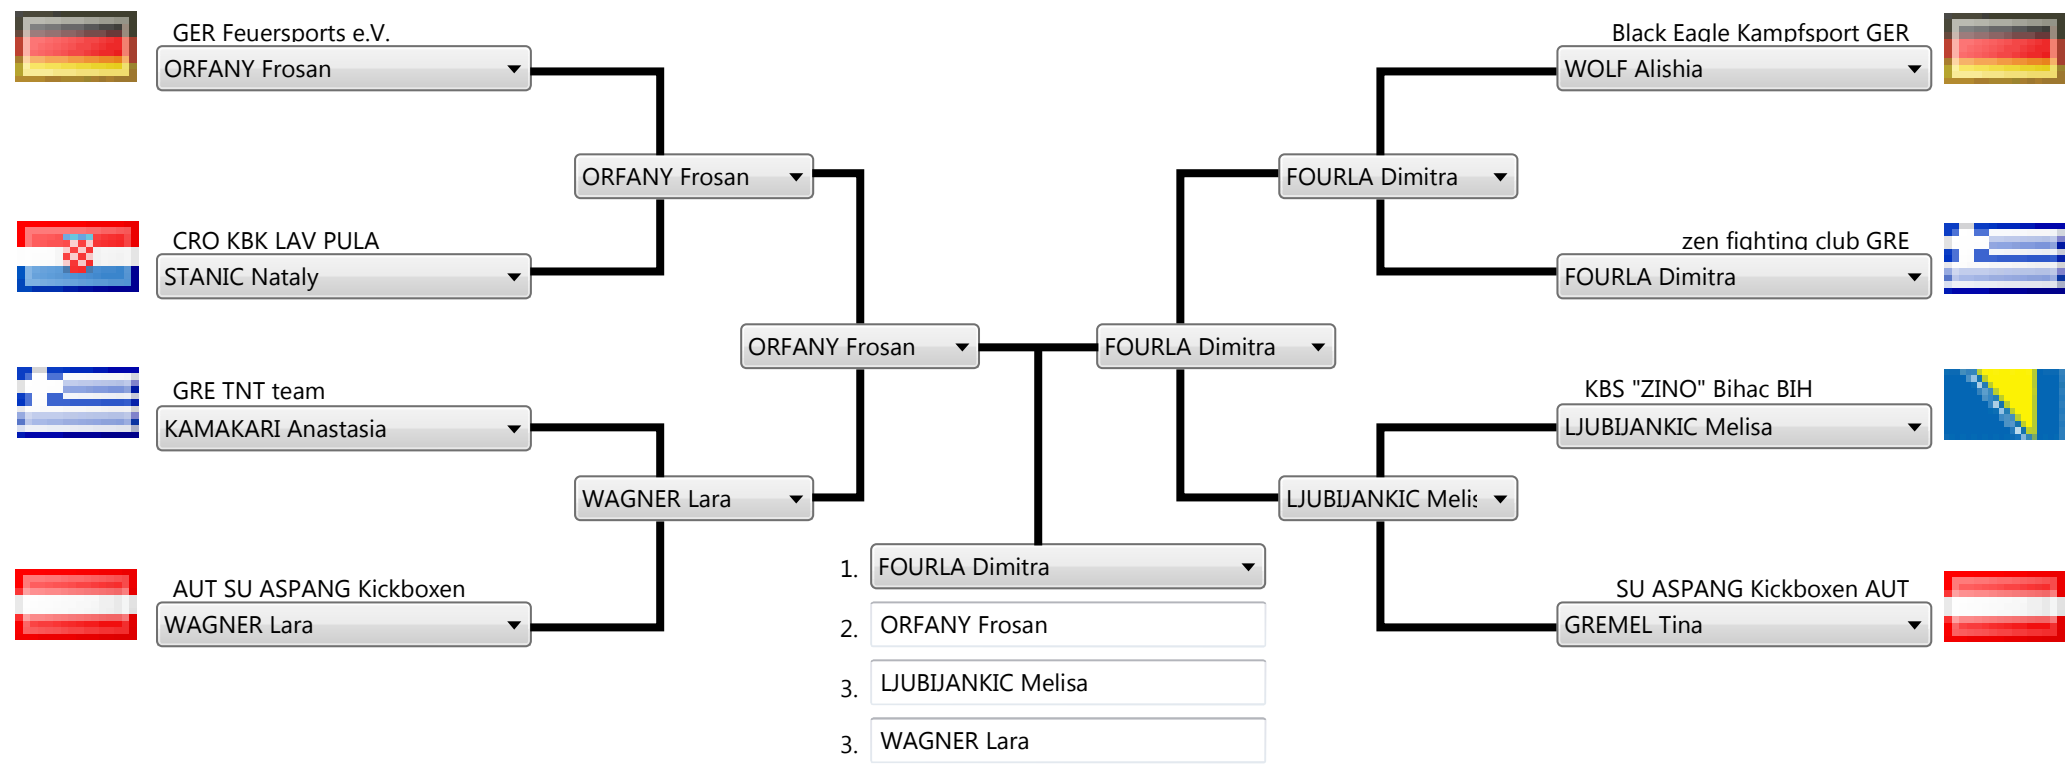 GER Feuersports e.V.
ORFANY Frosan
CRO KBK LAV PULA
STANIC Nataly
GRE TNT team
KAMAKARI Anastasia
AUT SU ASPANG Kickboxen
WAGNER Lara
ORFANY Frosan
WAGNER Lara
ORFANY Frosan
FOURLA Dimitra
FOURLA Dimitra
LJUBIJANKIC Melis
Black Eagle Kampfsport GER
WOLF Alishia
zen fighting club GRE
FOURLA Dimitra
KBS "ZINO" Bihac BIH
LJUBIJANKIC Melisa
SU ASPANG Kickboxen AUT
GREMEL Tina
1. FOURLA Dimitra
2. ORFANY Frosan
3. LJUBIJANKIC Melisa
3. WAGNER Lara